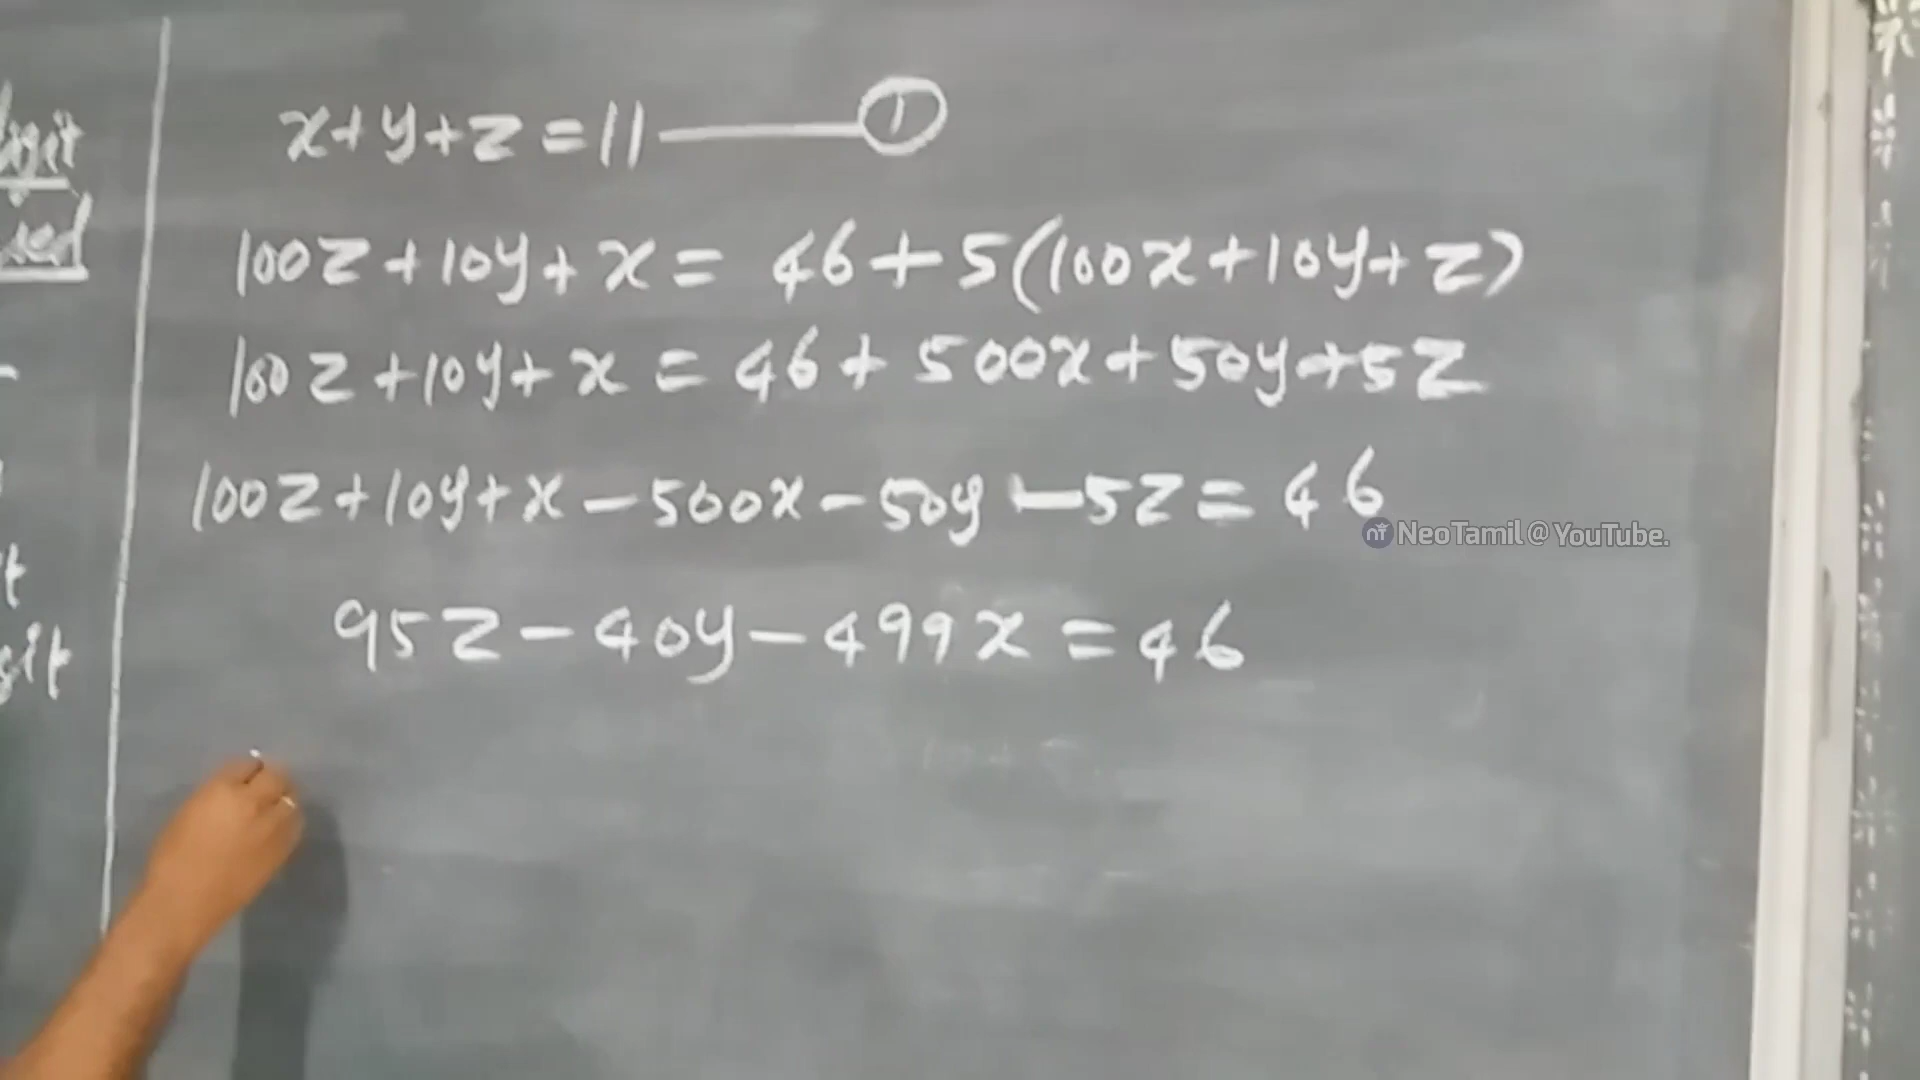 x+y+z=11 ——— ①
100z+10y+x= 46+5(100x+10y+z)
100z+10y+x = 46+500x+50y+5z
100z+10y+x-500x-50y-5z=46
NeoTamil@YouTube.
95z-40y-499x=46